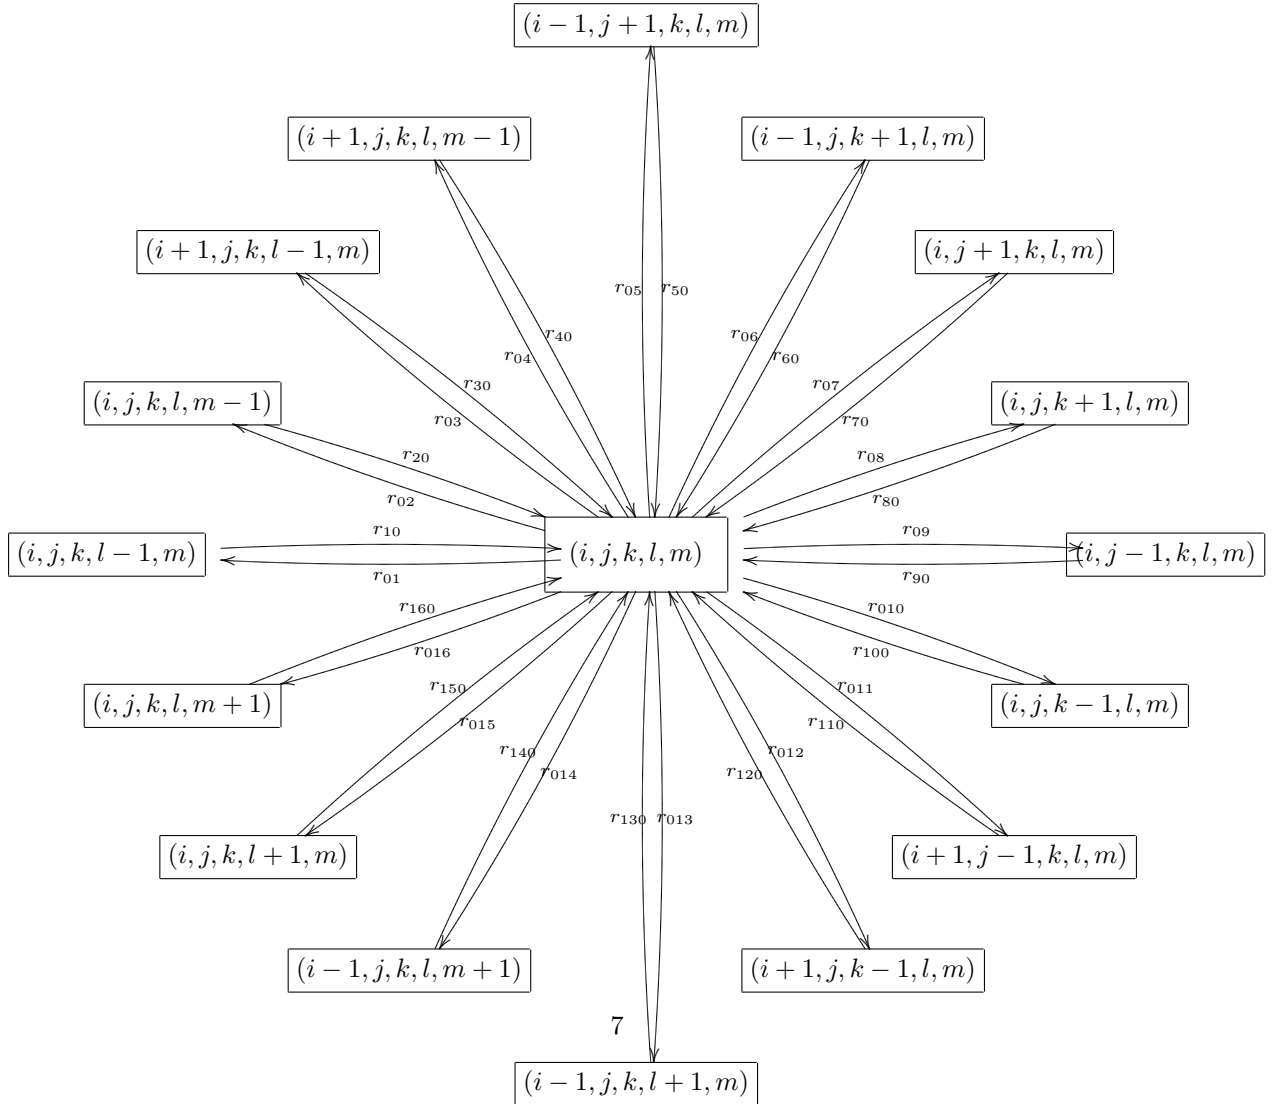 (i − 1, j + 1, k, l, m)
(i + 1, j, k, l, m − 1)
(i − 1, j, k + 1, l, m)
(i + 1, j, k, l − 1, m)
(i, j + 1, k, l, m)
r05
r50
r40
r06
r04
r60
r30
r07
(i, j, k, l, m − 1)
(i, j, k + 1, l, m)
r03
r70
r20
r08
r02
r80
r10
r09
(i, j, k, l − 1, m)
(i, j, k, l, m)
(i, j − 1, k, l, m)
r01
r90
r160
r010
r016
r100
r150
r011
(i, j, k, l, m + 1)
(i, j, k − 1, l, m)
r015
r110
r140
r012
r014
r120
r130
r013
(i, j, k, l + 1, m)
(i + 1, j − 1, k, l, m)
(i − 1, j, k, l, m + 1)
(i + 1, j, k − 1, l, m)
7
(i − 1, j, k, l + 1, m)